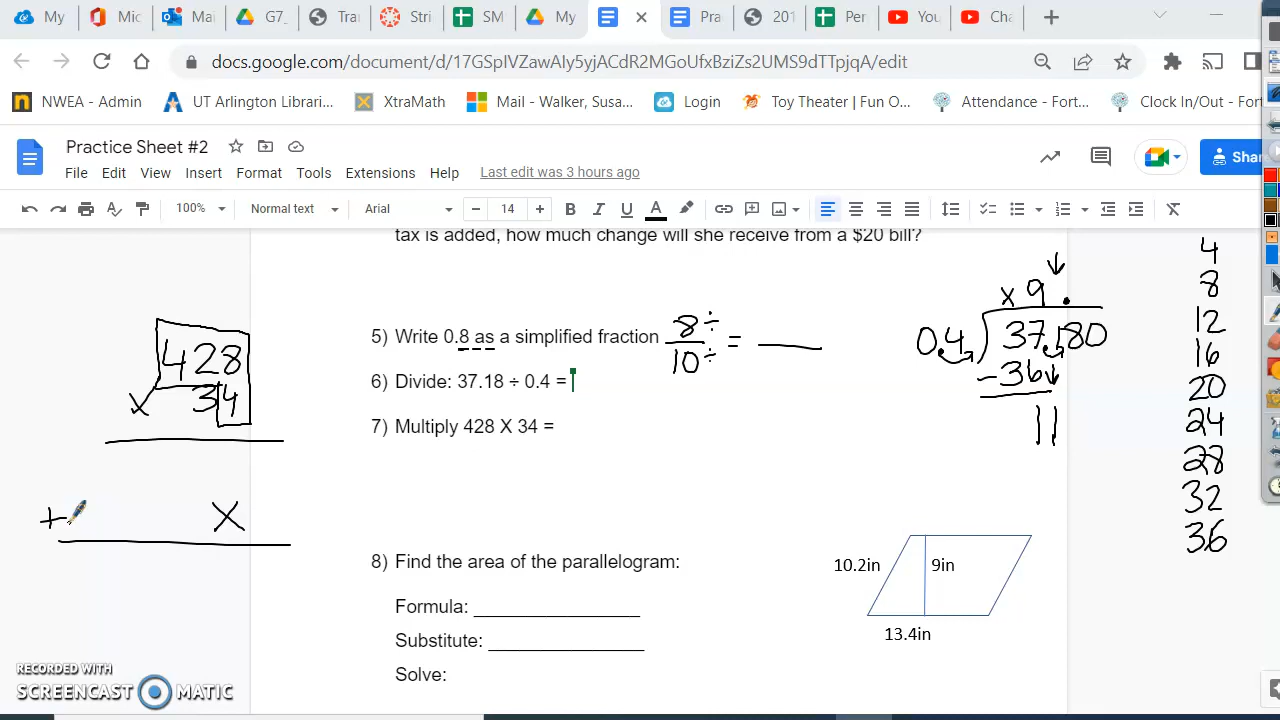 My
Mic
Mai
G7_
Tra
Stri
SM
My
Pra
201
Per
You
Cha
docs.google.com/document/d/17GSpIVZawAIy5yjACdR2MGoUfxBziZs2UMS9dTTpjqA/edit
NWEA - Admin
UT Arlington Librari...
XtraMath
Mail - Walker, Susa...
Login
Toy Theater | Fun O...
Attendance - Fort...
Clock In/Out - Fort
Practice Sheet #2
Shar
File Edit View Insert Format Tools Extensions Help
Last edit was 3 hours ago
100%
Normal text
Arial
14
B I U A
tax is added, how much change will she receive from a $20 bill?
5) Write 0.8 as a simplified fraction
8 ÷
10 ÷
= ___
6) Divide: 37.18 ÷ 0.4 =
7) Multiply 428 X 34 =
428
x 34
+ X
x 9 .
0.4 37.180
-36
11
4
8
12
16
20
24
28
32
36
8) Find the area of the parallelogram:
10.2in
9in
13.4in
Formula: ________________
Substitute: _______________
Solve:
RECORDED WITH
SCREENCAST MATIC